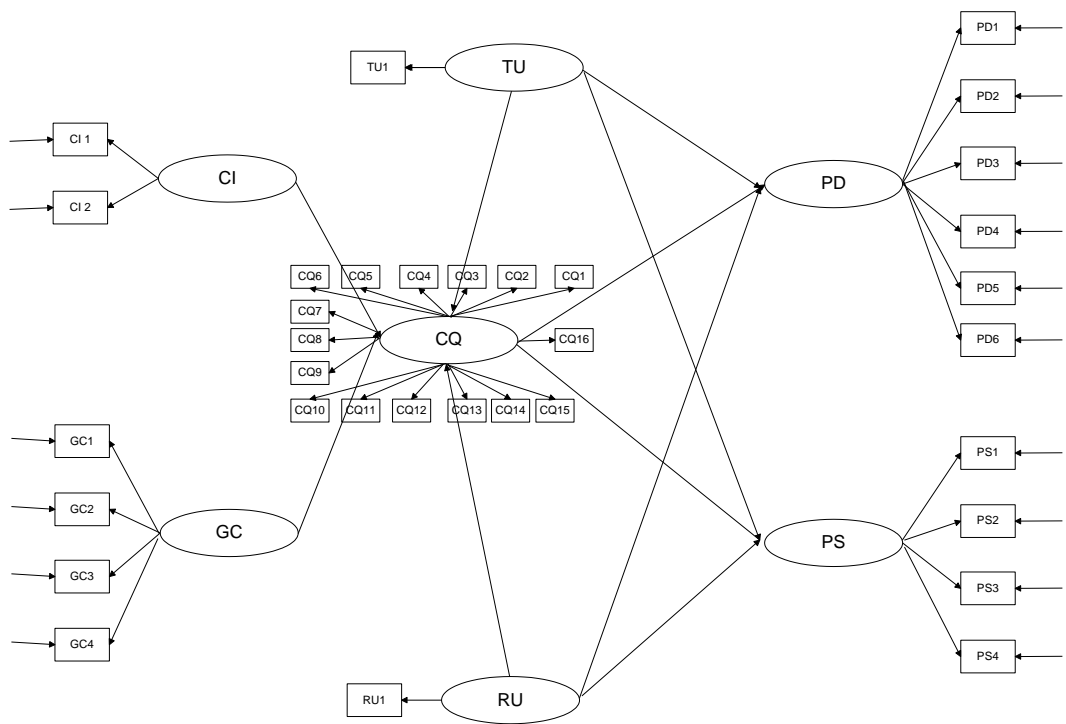 PD1
TU1
TU
PD2
CI 1
PD3
CI
PD
CI 2
PD4
CQ6
CQ5
CQ4
CQ3
CQ2
CQ1
PD5
CQ7
CQ8
CQ
CQ16
PD6
CQ9
CQ10
CQ11
CQ12
CQ13
CQ14
CQ15
GC1
PS1
GC2
PS2
GC
PS
GC3
PS3
GC4
PS4
RU1
RU